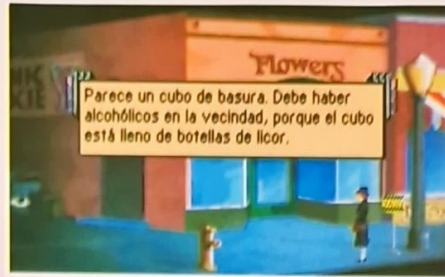 Flowers
Parece un cubo de basura. Debe haber
alcohólicos en la vecindad, porque el cubo
está lleno de botellas de licor.